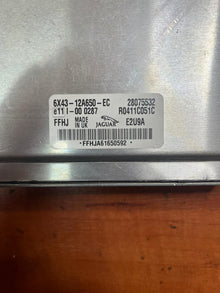 6X43-12A650-EC 28075532
e11 I-00 0287 R0411C051C
FFHJ MADE IN UK JAGUAR E2U9A
*FFHJA61650592*